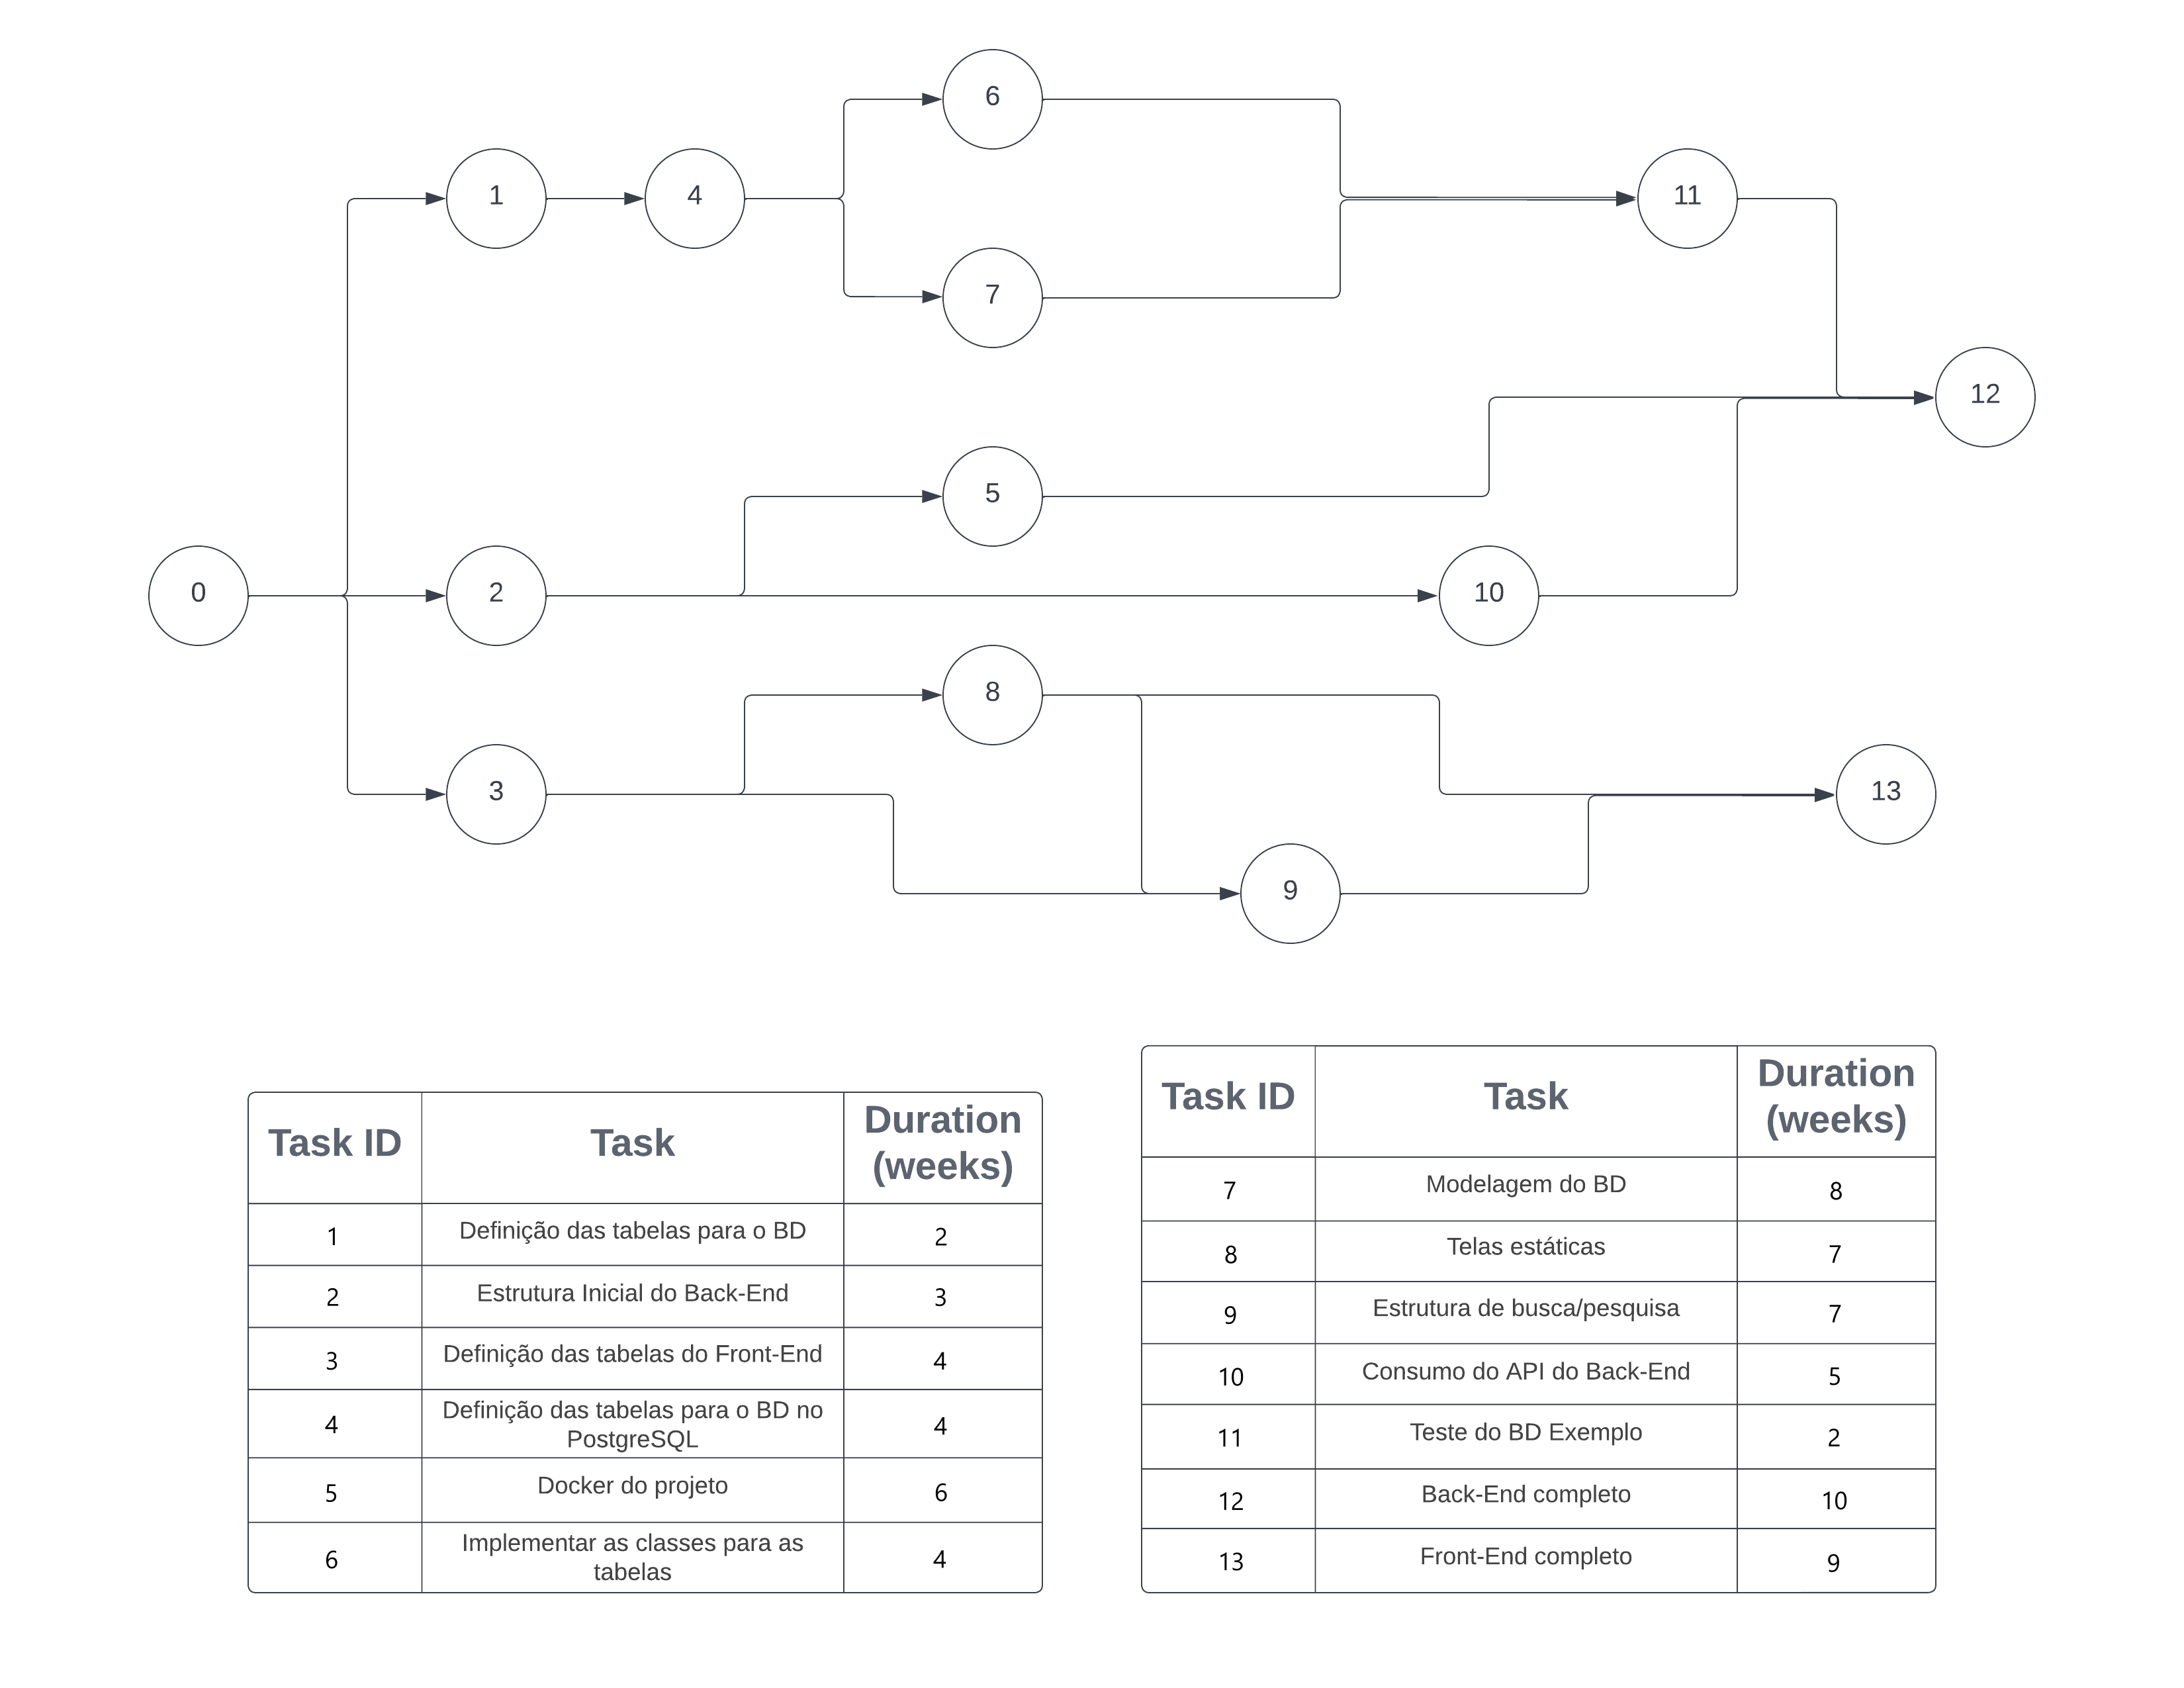 6
1
4
11
7
12
5
0
2
10
8
3
13
9
Task ID
Task
Duration
(weeks)
1
Definição das tabelas para o BD
2
2
Estrutura Inicial do Back-End
3
3
Definição das tabelas do Front-End
4
4
Definição das tabelas para o BD no
PostgreSQL
4
5
Docker do projeto
6
6
Implementar as classes para as
tabelas
4
Task ID
Task
Duration
(weeks)
7
Modelagem do BD
8
8
Telas estáticas
7
9
Estrutura de busca/pesquisa
7
10
Consumo do API do Back-End
5
11
Teste do BD Exemplo
2
12
Back-End completo
10
13
Front-End completo
9